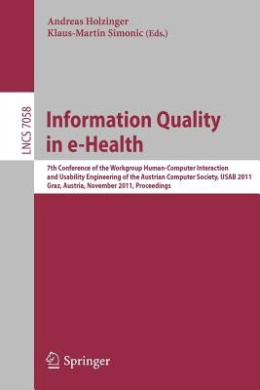 Andreas Holzinger
Klaus-Martin Simonic (Eds.)
LNCS 7058
Information Quality
in e-Health
7th Conference of the Workgroup Human-Computer Interaction
and Usability Engineering of the Austrian Computer Society, USAB 2011
Graz, Austria, November 2011, Proceedings
Springer